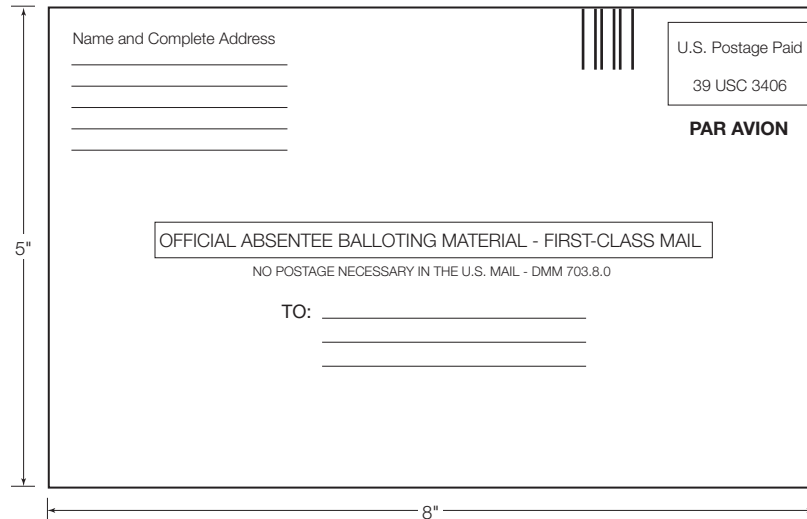 Name and Complete Address
U.S. Postage Paid
39 USC 3406
PAR AVION
OFFICIAL ABSENTEE BALLOTING MATERIAL - FIRST-CLASS MAIL
NO POSTAGE NECESSARY IN THE U.S. MAIL - DMM 703.8.0
TO:
5"
8"